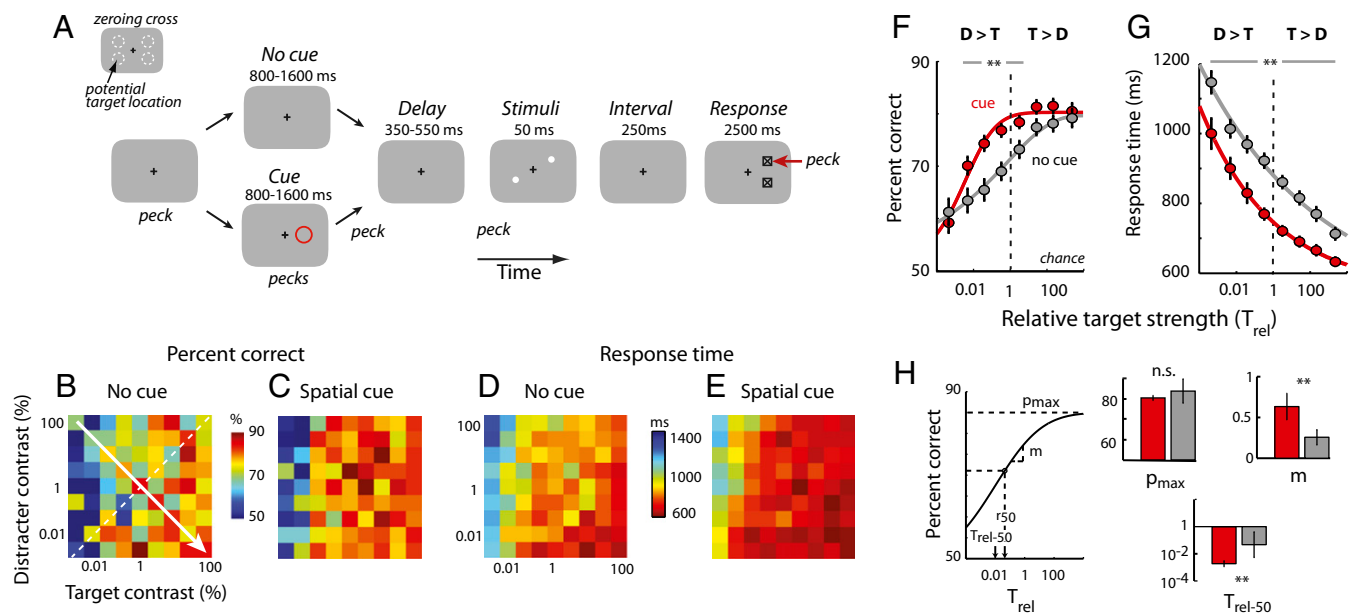 A
zeroing cross
potential
target location
peck
No cue
800-1600 ms
Cue
800-1600 ms
pecks
Delay
350-550 ms
peck
Stimuli
50 ms
peck
Interval
250ms
Response
2500 ms
peck
Time
Percent correct
B No cue
C Spatial cue
Distracter contrast (%)
100
1
0.01
0.01 1 100
Target contrast (%)
%
90
80
70
60
50
Response time
D No cue
E Spatial cue
100
1
0.01
0.01 1 100
ms
1400
1000
600
F
D > T T > D
**
90
70
50
Percent correct
cue
no cue
chance
0.01 1 100
G
D > T T > D
**
1200
1000
800
600
Response time (ms)
0.01 1 100
Relative target strength (Trel)
H
90
50
Percent correct
pmax
m
r50
Trel-50
0.01 1 100
Trel
n.s.
80
60
pmax
**
1
0.5
0
m
1
10-2
10-4
**
Trel-50